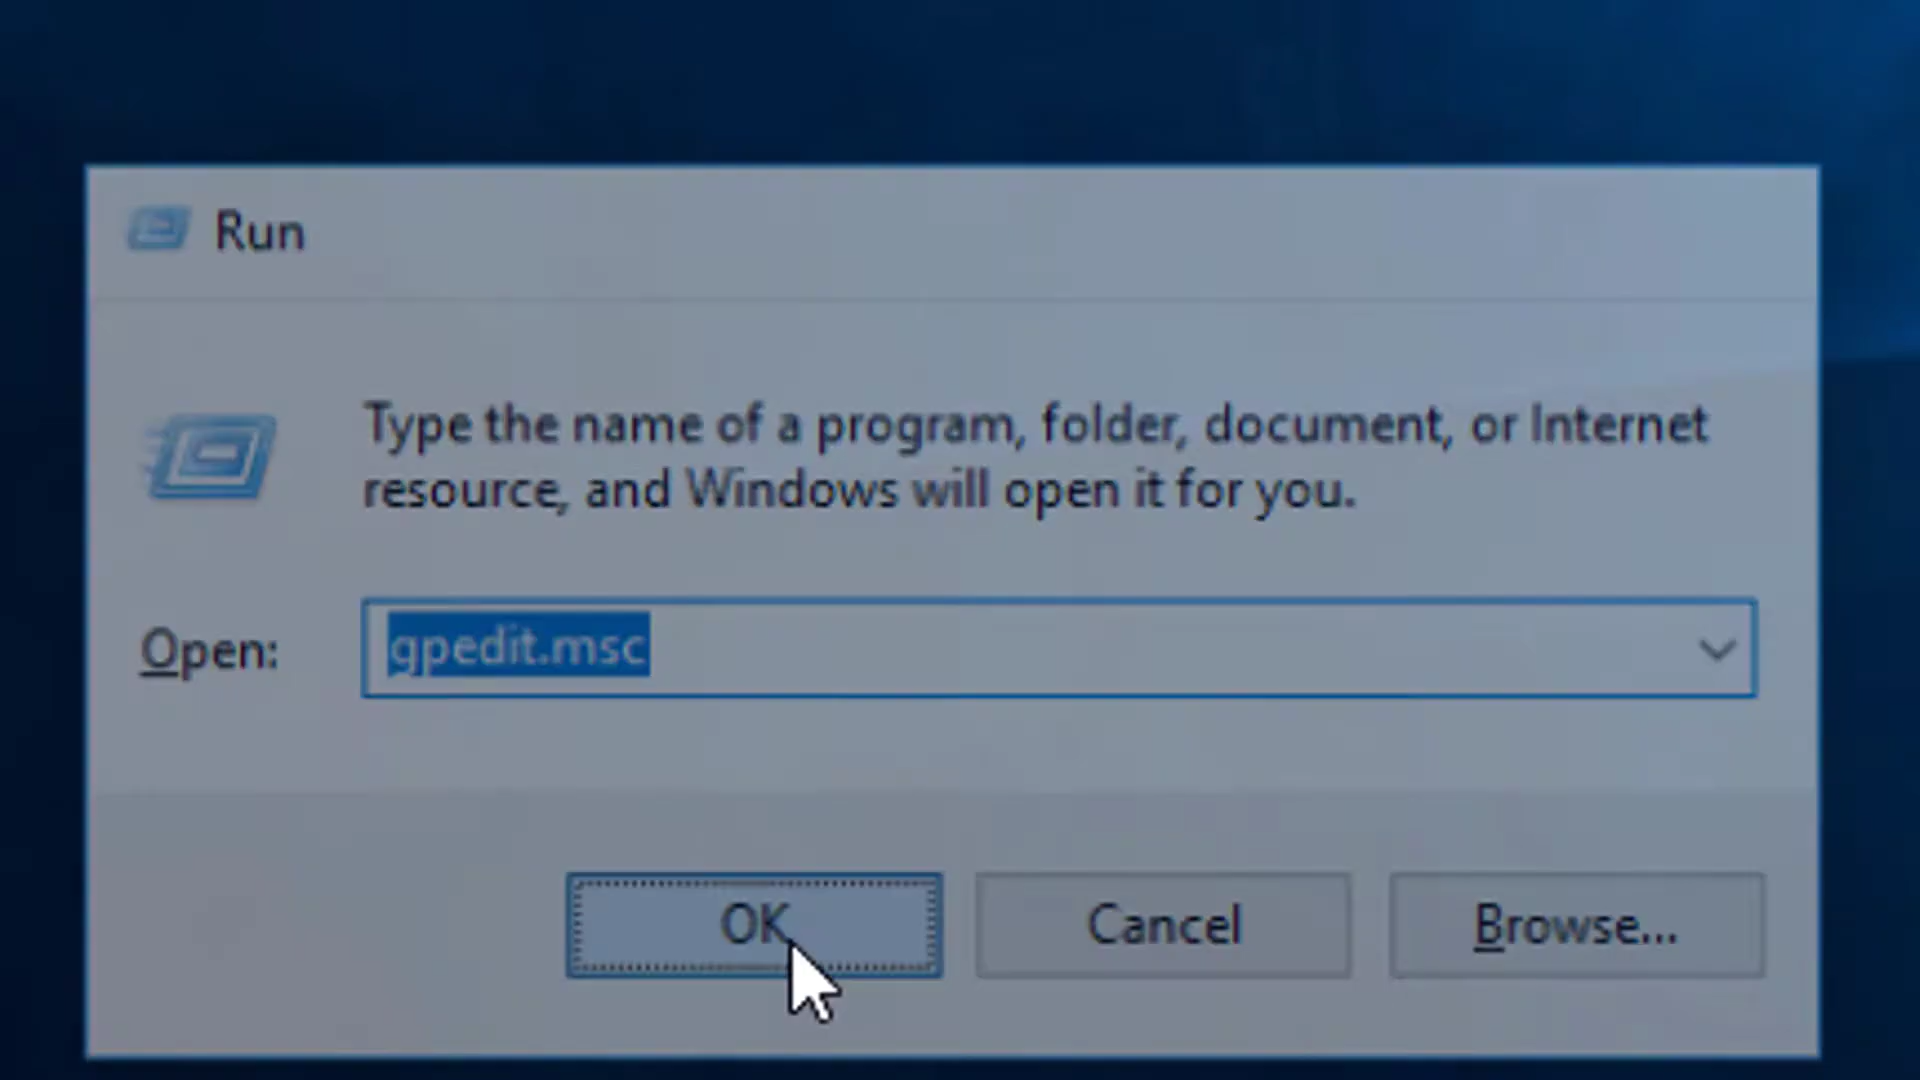 Run
Type the name of a program, folder, document, or Internet
resource, and Windows will open it for you.
Open:
gpedit.msc
OK
Cancel
Browse...